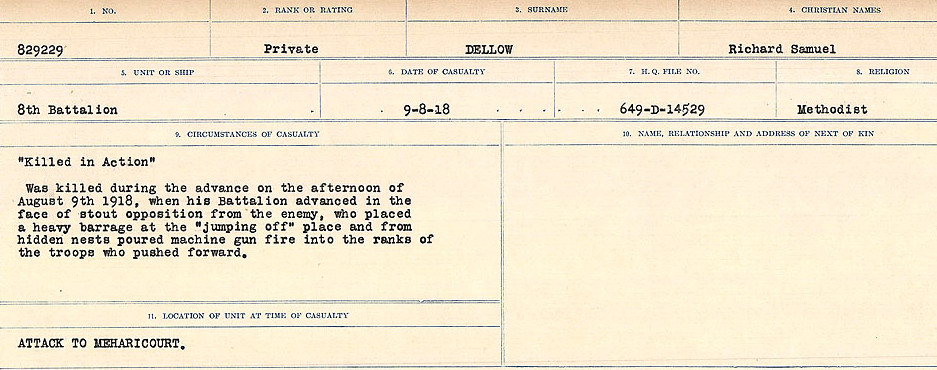 1. NO. 2. RANK OR RATING 3. SURNAME 4. CHRISTIAN NAMES
829229 Private DELLOW Richard Samuel
5. UNIT OR SHIP 6. DATE OF CASUALTY 7. H.Q. FILE NO. 8. RELIGION
8th Battalion 9-8-18 649-D-14529 Methodist
9. CIRCUMSTANCES OF CASUALTY
"Killed in Action"
Was killed during the advance on the afternoon of
August 9th 1918, when his Battalion advanced in the
face of stout opposition from the enemy, who placed
a heavy barrage at the "jumping off" place and from
hidden nests poured machine gun fire into the ranks of
the troops who pushed forward.
10. NAME, RELATIONSHIP AND ADDRESS OF NEXT OF KIN
11. LOCATION OF UNIT AT TIME OF CASUALTY
ATTACK TO MEHARICOURT.